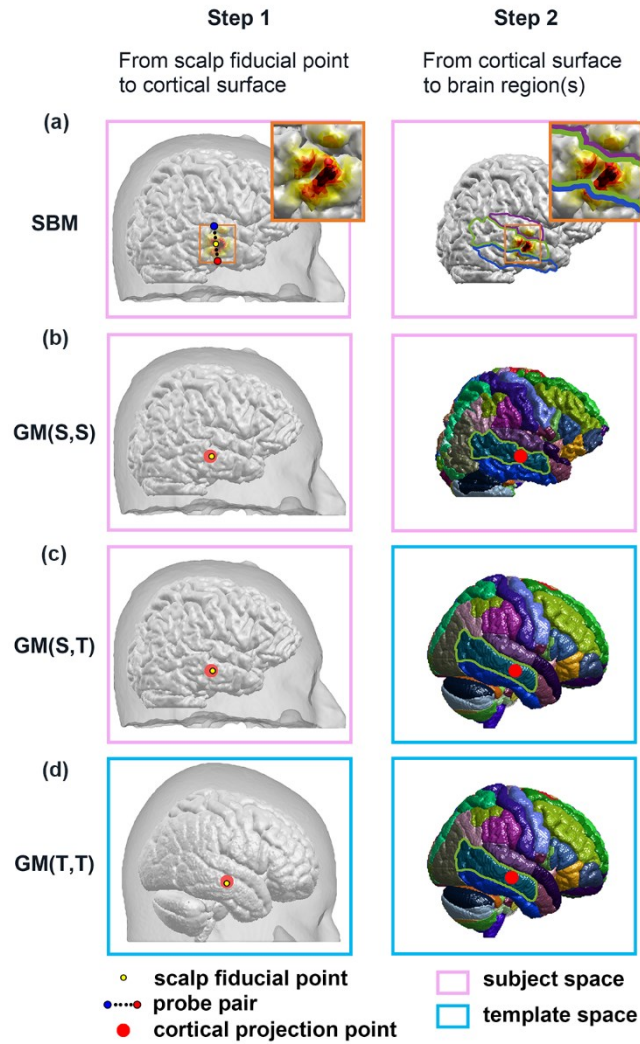 Step 1
Step 2
From scalp fiducial point
to cortical surface
From cortical surface
to brain region(s)
(a)
SBM
(b)
GM(S,S)
(c)
GM(S,T)
(d)
GM(T,T)
scalp fiducial point
probe pair
cortical projection point
subject space
template space